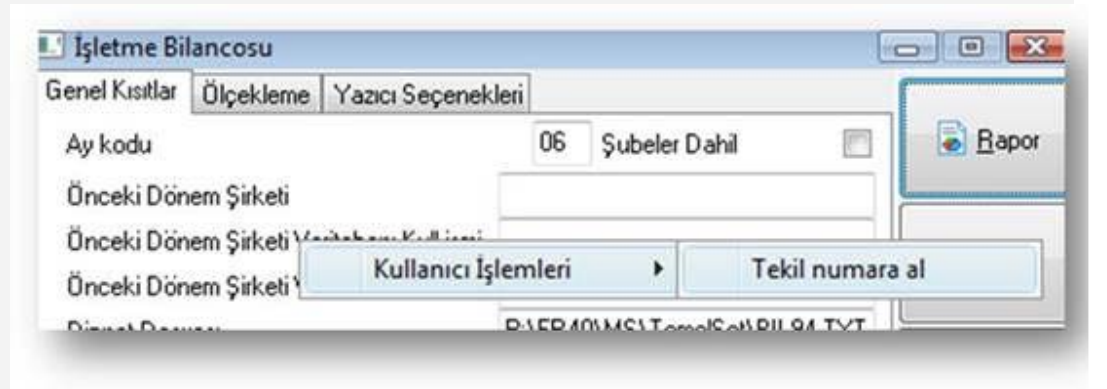 İşletme Bilancosu
Genel Kısıtlar Ölçekleme Yazıcı Seçenekleri
Ay kodu 06 Şubeler Dahil
Rapor
Önceki Dönem Şirketi
Önceki Dönem Şirketi
Kullanıcı İşlemleri Tekil numara al
Önceki Dönem Şirketi